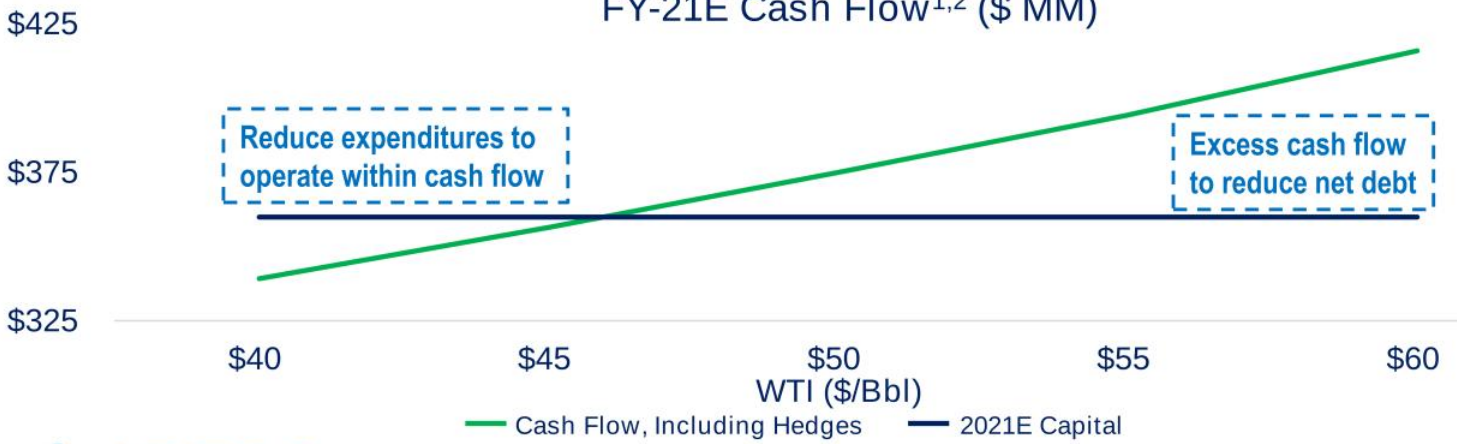 FY-21E Cash Flow1,2 ($ MM)
$425
Reduce expenditures to
operate within cash flow
Excess cash flow
to reduce net debt
$375
$325
$40 $45 $50 $55 $60
WTI ($/Bbl)
Cash Flow, Including Hedges 2021E Capital